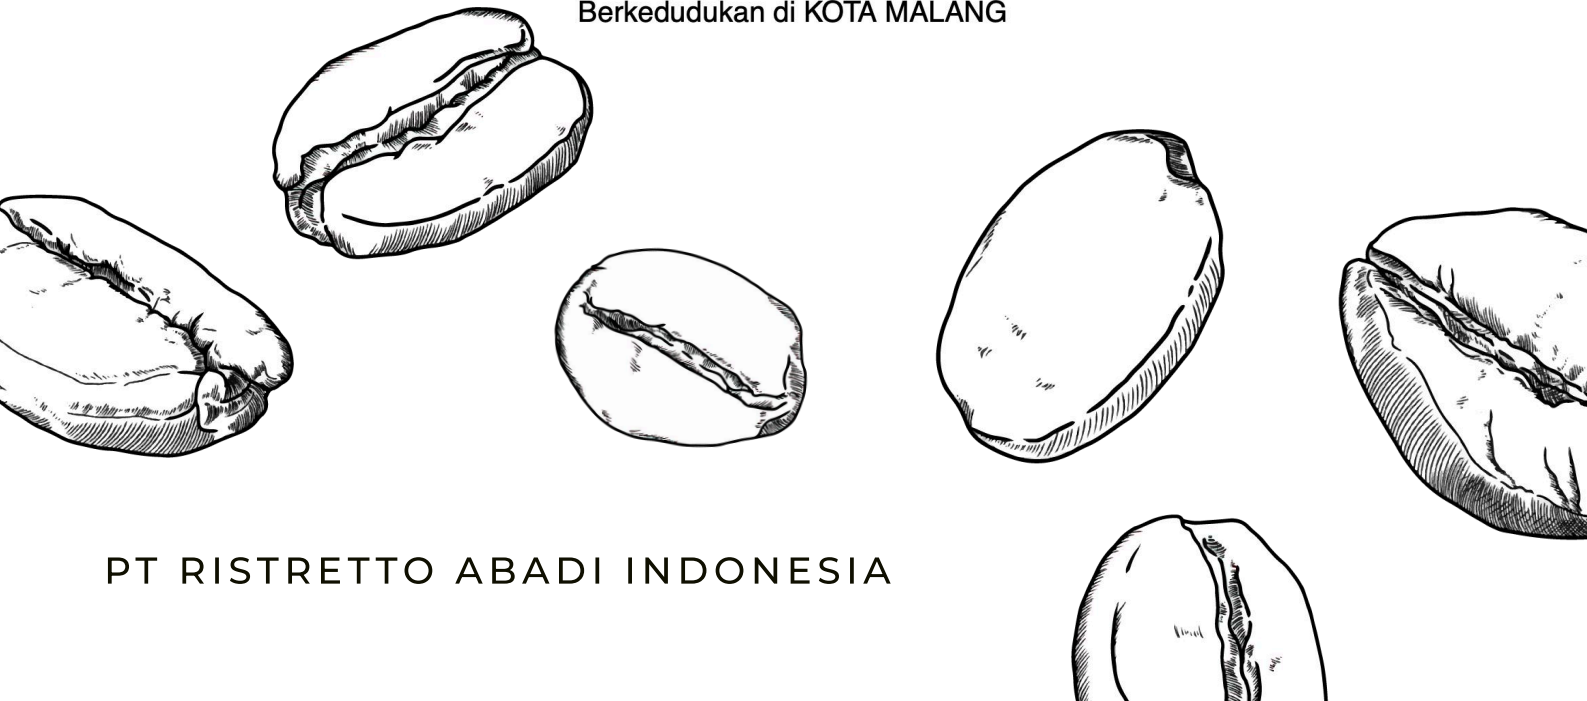 Berkedudukan di KOTA MALANG
PT RISTRETTO ABADI INDONESIA